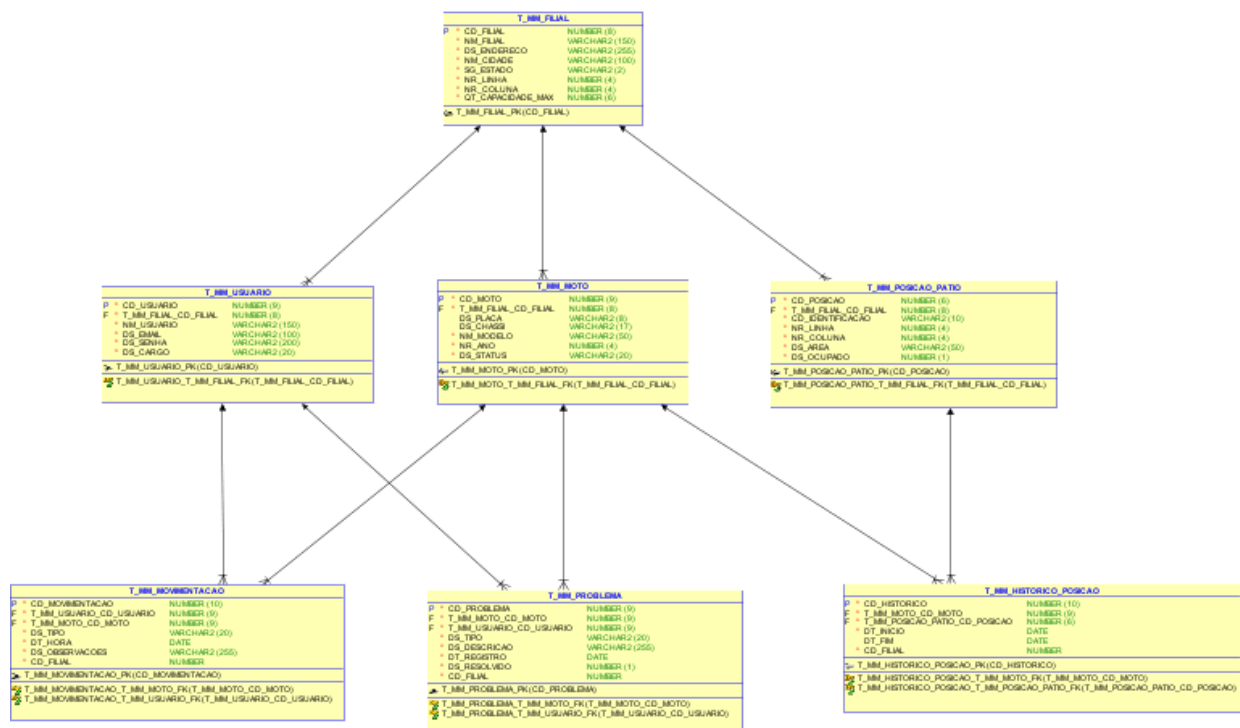 T_MM_FILIAL
P * CD_FILIAL NUMBER (8)
* NM_FILIAL VARCHAR2 (150)
* DS_ENDERECO VARCHAR2 (255)
* NM_CIDADE VARCHAR2 (100)
* SG_ESTADO VARCHAR2 (2)
* NR_LINHA NUMBER (4)
* NR_COLUNA NUMBER (4)
* QT_CAPACIDADE_MAX NUMBER (6)
T_MM_FILIAL_PK (CD_FILIAL)
T_MM_USUARIO
P * CD_USUARIO NUMBER (9)
F * T_MM_FILIAL_CD_FILIAL NUMBER (8)
* NM_USUARIO VARCHAR2 (150)
* DS_EMAIL VARCHAR2 (100)
* DS_SENHA VARCHAR2 (200)
* DS_CARGO VARCHAR2 (20)
T_MM_USUARIO_PK (CD_USUARIO)
T_MM_USUARIO_T_MM_FILIAL_FK (T_MM_FILIAL_CD_FILIAL)
T_MM_MOTO
P * CD_MOTO NUMBER (9)
F * T_MM_FILIAL_CD_FILIAL NUMBER (8)
DS_PLACA VARCHAR2 (8)
DS_CHASSI VARCHAR2 (17)
* NM_MODELO VARCHAR2 (50)
* NR_ANO NUMBER (4)
* DS_STATUS VARCHAR2 (20)
T_MM_MOTO_PK (CD_MOTO)
T_MM_MOTO_T_MM_FILIAL_FK (T_MM_FILIAL_CD_FILIAL)
T_MM_POSICAO_PATIO
P * CD_POSICAO NUMBER (6)
F * T_MM_FILIAL_CD_FILIAL NUMBER (8)
* CD_IDENTIFICACAO VARCHAR2 (10)
* NR_LINHA NUMBER (4)
* NR_COLUNA NUMBER (4)
* DS_AREA VARCHAR2 (50)
* DS_OCUPADO NUMBER (1)
T_MM_POSICAO_PATIO_PK (CD_POSICAO)
T_MM_POSICAO_PATIO_T_MM_FILIAL_FK (T_MM_FILIAL_CD_FILIAL)
T_MM_MOVIMENTACAO
P * CD_MOVIMENTACAO NUMBER (10)
F * T_MM_USUARIO_CD_USUARIO NUMBER (9)
F * T_MM_MOTO_CD_MOTO NUMBER (9)
* DS_TIPO VARCHAR2 (20)
* DT_HORA DATE
* DS_OBSERVACOES VARCHAR2 (255)
* CD_FILIAL NUMBER
T_MM_MOVIMENTACAO_PK (CD_MOVIMENTACAO)
T_MM_MOVIMENTACAO_T_MM_MOTO_FK (T_MM_MOTO_CD_MOTO)
T_MM_MOVIMENTACAO_T_MM_USUARIO_FK (T_MM_USUARIO_CD_USUARIO)
T_MM_PROBLEMA
P * CD_PROBLEMA NUMBER (9)
F * T_MM_MOTO_CD_MOTO NUMBER (9)
F * T_MM_USUARIO_CD_USUARIO NUMBER (9)
* DS_TIPO VARCHAR2 (20)
* DS_DESCRICAO VARCHAR2 (255)
* DT_REGISTRO DATE
* DS_RESOLVIDO NUMBER (1)
* CD_FILIAL NUMBER
T_MM_PROBLEMA_PK (CD_PROBLEMA)
T_MM_PROBLEMA_T_MM_MOTO_FK (T_MM_MOTO_CD_MOTO)
T_MM_PROBLEMA_T_MM_USUARIO_FK (T_MM_USUARIO_CD_USUARIO)
T_MM_HISTORICO_POSICAO
P * CD_HISTORICO NUMBER (10)
F * T_MM_MOTO_CD_MOTO NUMBER (9)
F * T_MM_POSICAO_PATIO_CD_POSICAO NUMBER (6)
* DT_INICIO DATE
* DT_FIM DATE
* CD_FILIAL NUMBER
T_MM_HISTORICO_POSICAO_PK (CD_HISTORICO)
T_MM_HISTORICO_POSICAO_T_MM_MOTO_FK (T_MM_MOTO_CD_MOTO)
T_MM_HISTORICO_POSICAO_T_MM_POSICAO_PATIO_FK (T_MM_POSICAO_PATIO_CD_POSICAO)